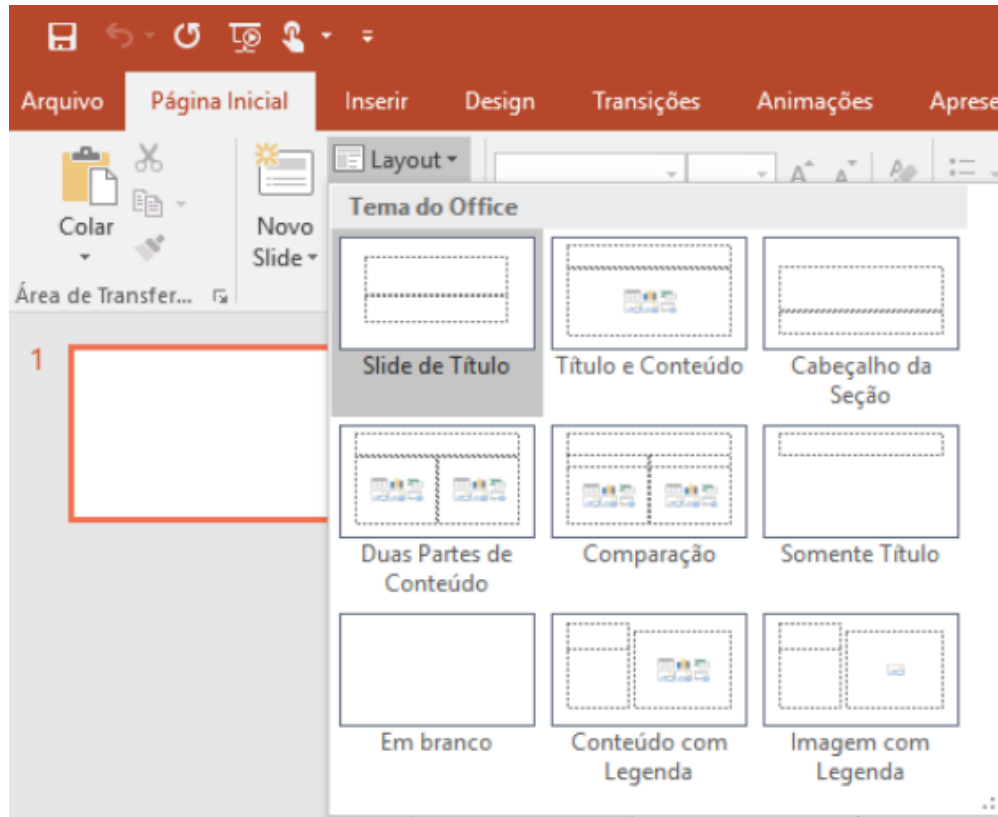 Arquivo Página Inicial Inserir Design Transições Animações Aprese
Layout
Colar
Novo
Slide
Área de Transfer...
Tema do Office
Slide de Título
Título e Conteúdo
Cabeçalho da
Seção
Duas Partes de
Conteúdo
Comparação
Somente Título
Em branco
Conteúdo com
Legenda
Imagem com
Legenda
1